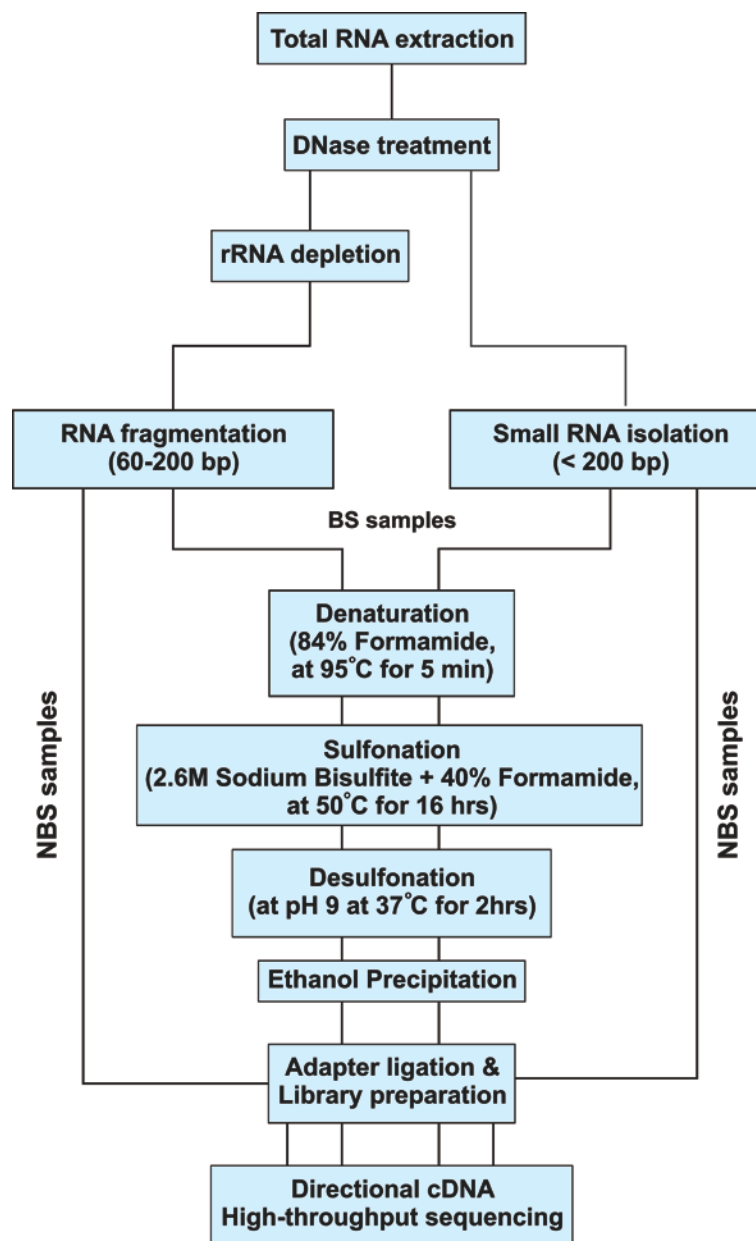 Total RNA extraction
DNase treatment
rRNA depletion
RNA fragmentation
(60-200 bp)
Small RNA isolation
(< 200 bp)
BS samples
Denaturation
(84% Formamide,
at 95°C for 5 min)
NBS samples
NBS samples
Sulfonation
(2.6M Sodium Bisulfite + 40% Formamide,
at 50°C for 16 hrs)
Desulfonation
(at pH 9 at 37°C for 2hrs)
Ethanol Precipitation
Adapter ligation &
Library preparation
Directional cDNA
High-throughput sequencing